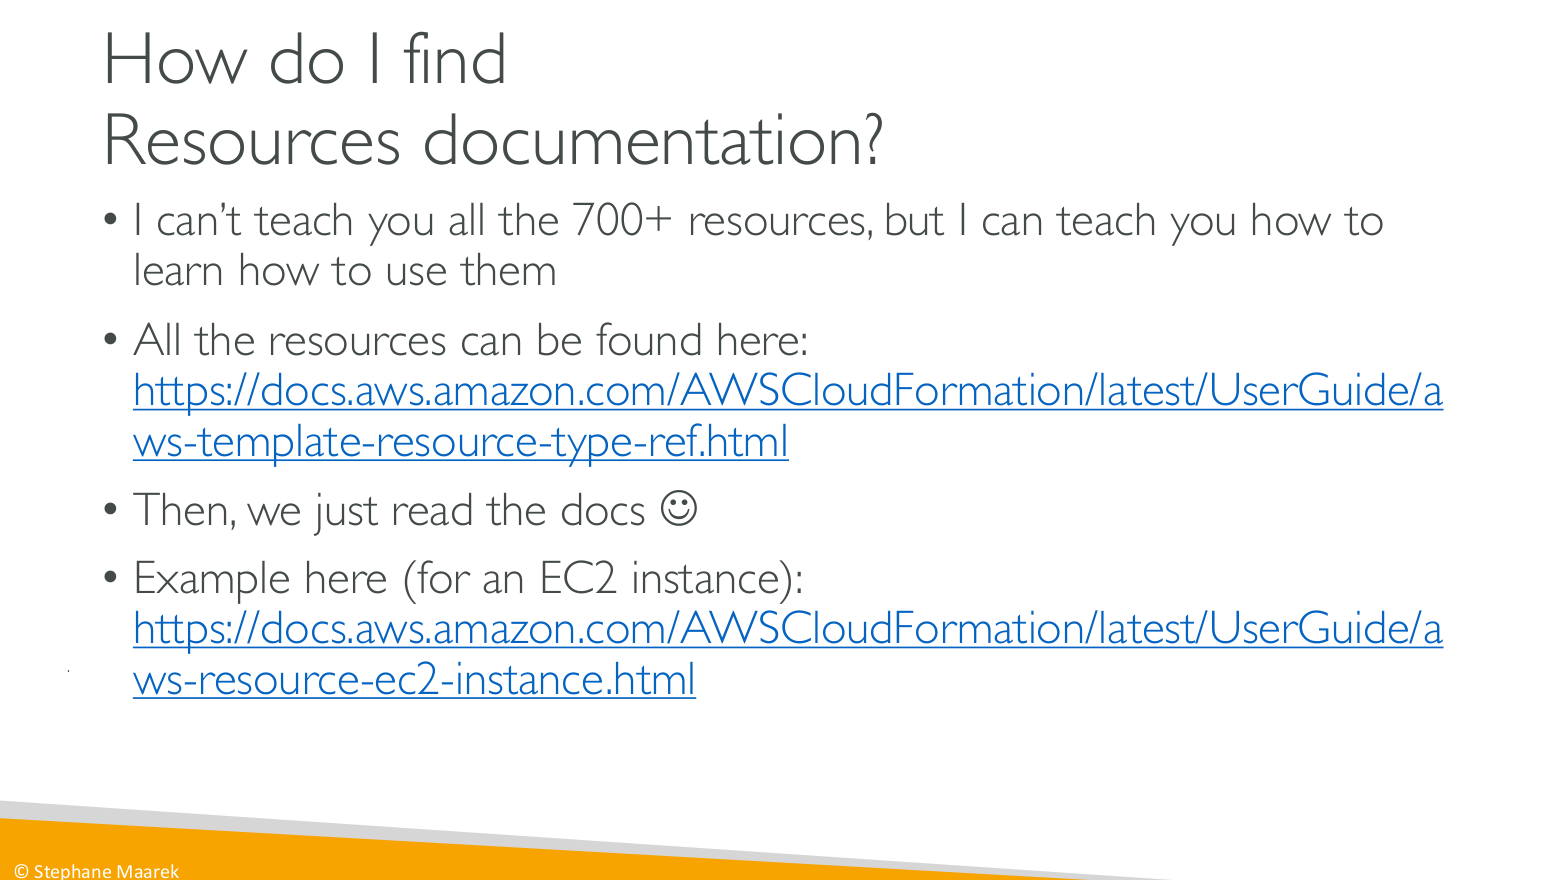 How do I find
Resources documentation?
• I can’t teach you all the 700+ resources, but I can teach you how to
learn how to use them
• All the resources can be found here:
https://docs.aws.amazon.com/AWSCloudFormation/latest/UserGuide/a
ws-template-resource-type-ref.html
• Then, we just read the docs ☺
• Example here (for an EC2 instance):
https://docs.aws.amazon.com/AWSCloudFormation/latest/UserGuide/a
ws-resource-ec2-instance.html
© Stephane Maarek